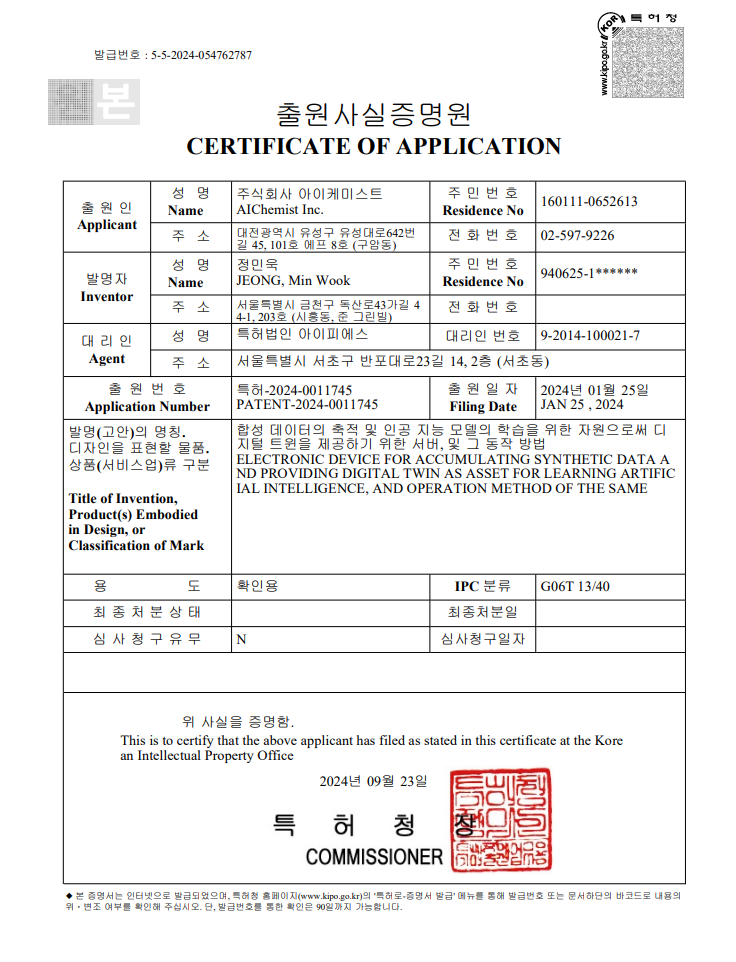 특허청
KOR
www.kipo.go.kr
발급번호 : 5-5-2024-054762787
본
출원사실증명원
CERTIFICATE OF APPLICATION
출 원 인
Applicant
성 명
Name
주식회사 아이케미스트
AIChemist Inc.
주 민 번 호
Residence No
160111-0652613
주 소
대전광역시 유성구 유성대로642번
길 45, 101호 에프 8호 (구암동)
전 화 번 호
02-597-9226
발명자
Inventor
성 명
Name
정민욱
JEONG, Min Wook
주 민 번 호
Residence No
940625-1******
주 소
서울특별시 금천구 독산로43가길 4
4-1, 203호 (시흥동, 준 그린빌)
전 화 번 호
대 리 인
Agent
성 명
특허법인 아이피에스
대리인 번호
9-2014-100021-7
주 소
서울특별시 서초구 반포대로23길 14, 2층 (서초동)
출 원 번 호
Application Number
특허-2024-0011745
PATENT-2024-0011745
출 원 일 자
Filing Date
2024년 01월 25일
JAN 25 , 2024
발명(고안)의 명칭.
디자인을 표현할 물품.
상품(서비스업)류 구분
Title of Invention,
Product(s) Embodied
in Design, or
Classification of Mark
합성 데이터의 축적 및 인공 지능 모델의 학습을 위한 자원으로써 디
지털 트윈을 제공하기 위한 서버, 및 그 동작 방법
ELECTRONIC DEVICE FOR ACCUMULATING SYNTHETIC DATA A
ND PROVIDING DIGITAL TWIN AS ASSET FOR LEARNING ARTIFIC
IAL INTELLIGENCE, AND OPERATION METHOD OF THE SAME
용 도
확인용
IPC 분류
G06T 13/40
최 종 처 분 상 태
최종처분일
심 사 청 구 유 무
N
심사청구일자
위 사실을 증명함.
This is to certify that the above applicant has filed as stated in this certificate at the Kore
an Intellectual Property Office
2024년 09월 23일
특 허 청 장
COMMISSIONER
◆ 본 증명서는 인터넷으로 발급되었으며, 특허청 홈페이지(www.kipo.go.kr)의 '특허로-증명서 발급' 메뉴를 통해 발급번호 또는 문서하단의 바코드로 내용의
위·변조 여부를 확인해 주십시오. 단, 발급번호를 통한 확인은 90일까지 가능합니다.